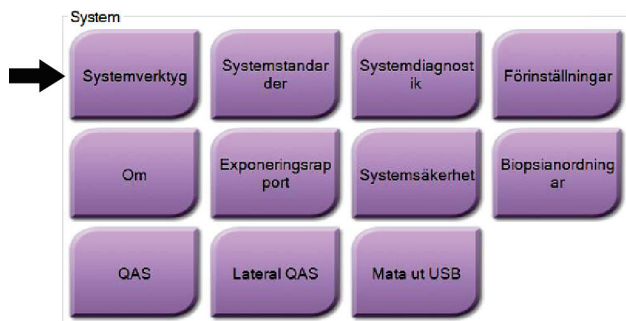 System
Systemverktyg
Systemstandar
der
Systemdiagnost
ik
Förinställningar
Om
Exponeringsrap
port
Systemsäkerhet
Biopsianordning
ar
QAS
Lateral QAS
Mata ut USB